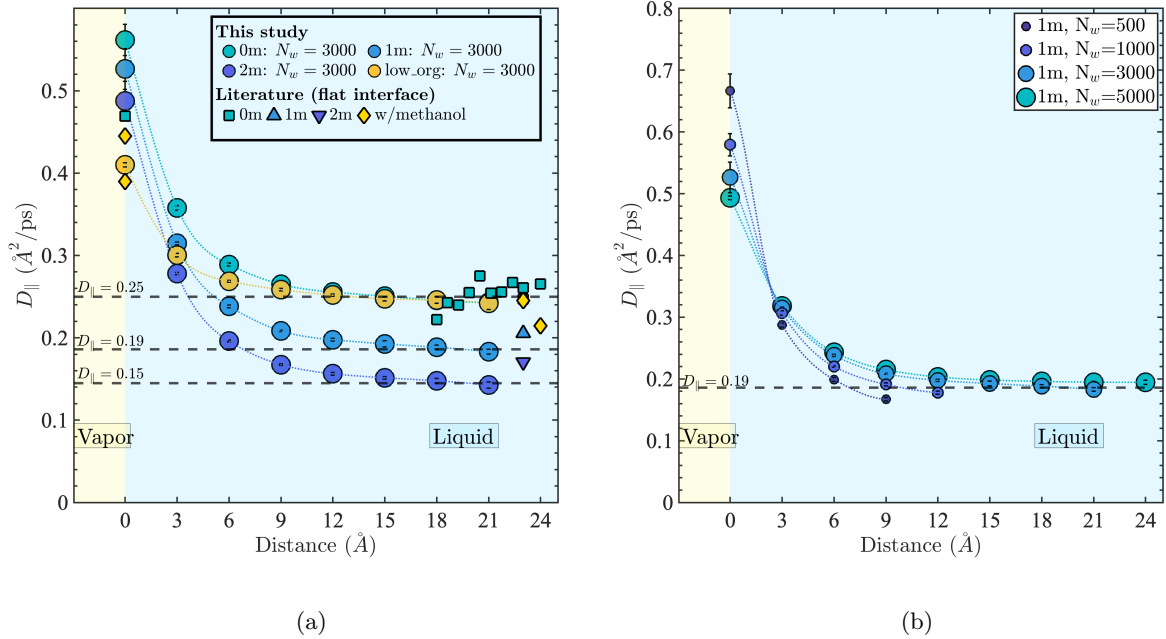 This study
0m: N_w = 3000 1m: N_w = 3000
2m: N_w = 3000 low_org: N_w = 3000
Literature (flat interface)
0m 1m 2m w/methanol
0.5
0.4
0.3
0.2
0.1
0
D_∥ (Å²/ps)
D_∥ = 0.25
D_∥ = 0.19
D_∥ = 0.15
Vapor
Liquid
0 3 6 9 12 15 18 21 24
Distance (Å)
(a)
1m, N_w=500
1m, N_w=1000
1m, N_w=3000
1m, N_w=5000
0.8
0.7
0.6
0.5
0.4
0.3
0.2
0.1
0
D_∥ (Å²/ps)
D_∥ = 0.19
Vapor
Liquid
0 3 6 9 12 15 18 21 24
Distance (Å)
(b)